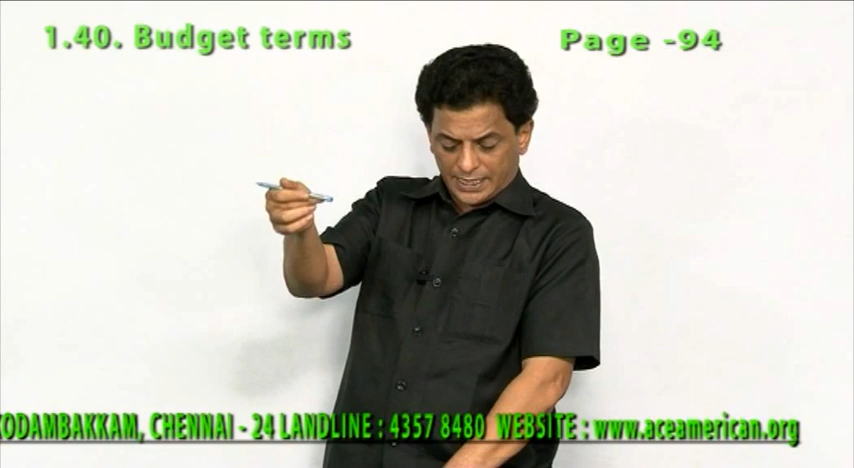 1.40. Budget terms
Page -94
KODAMBAKKAM, CHENNAI - 24 LANDLINE : 4357 8480 WEBSITE : www.aceamerican.org